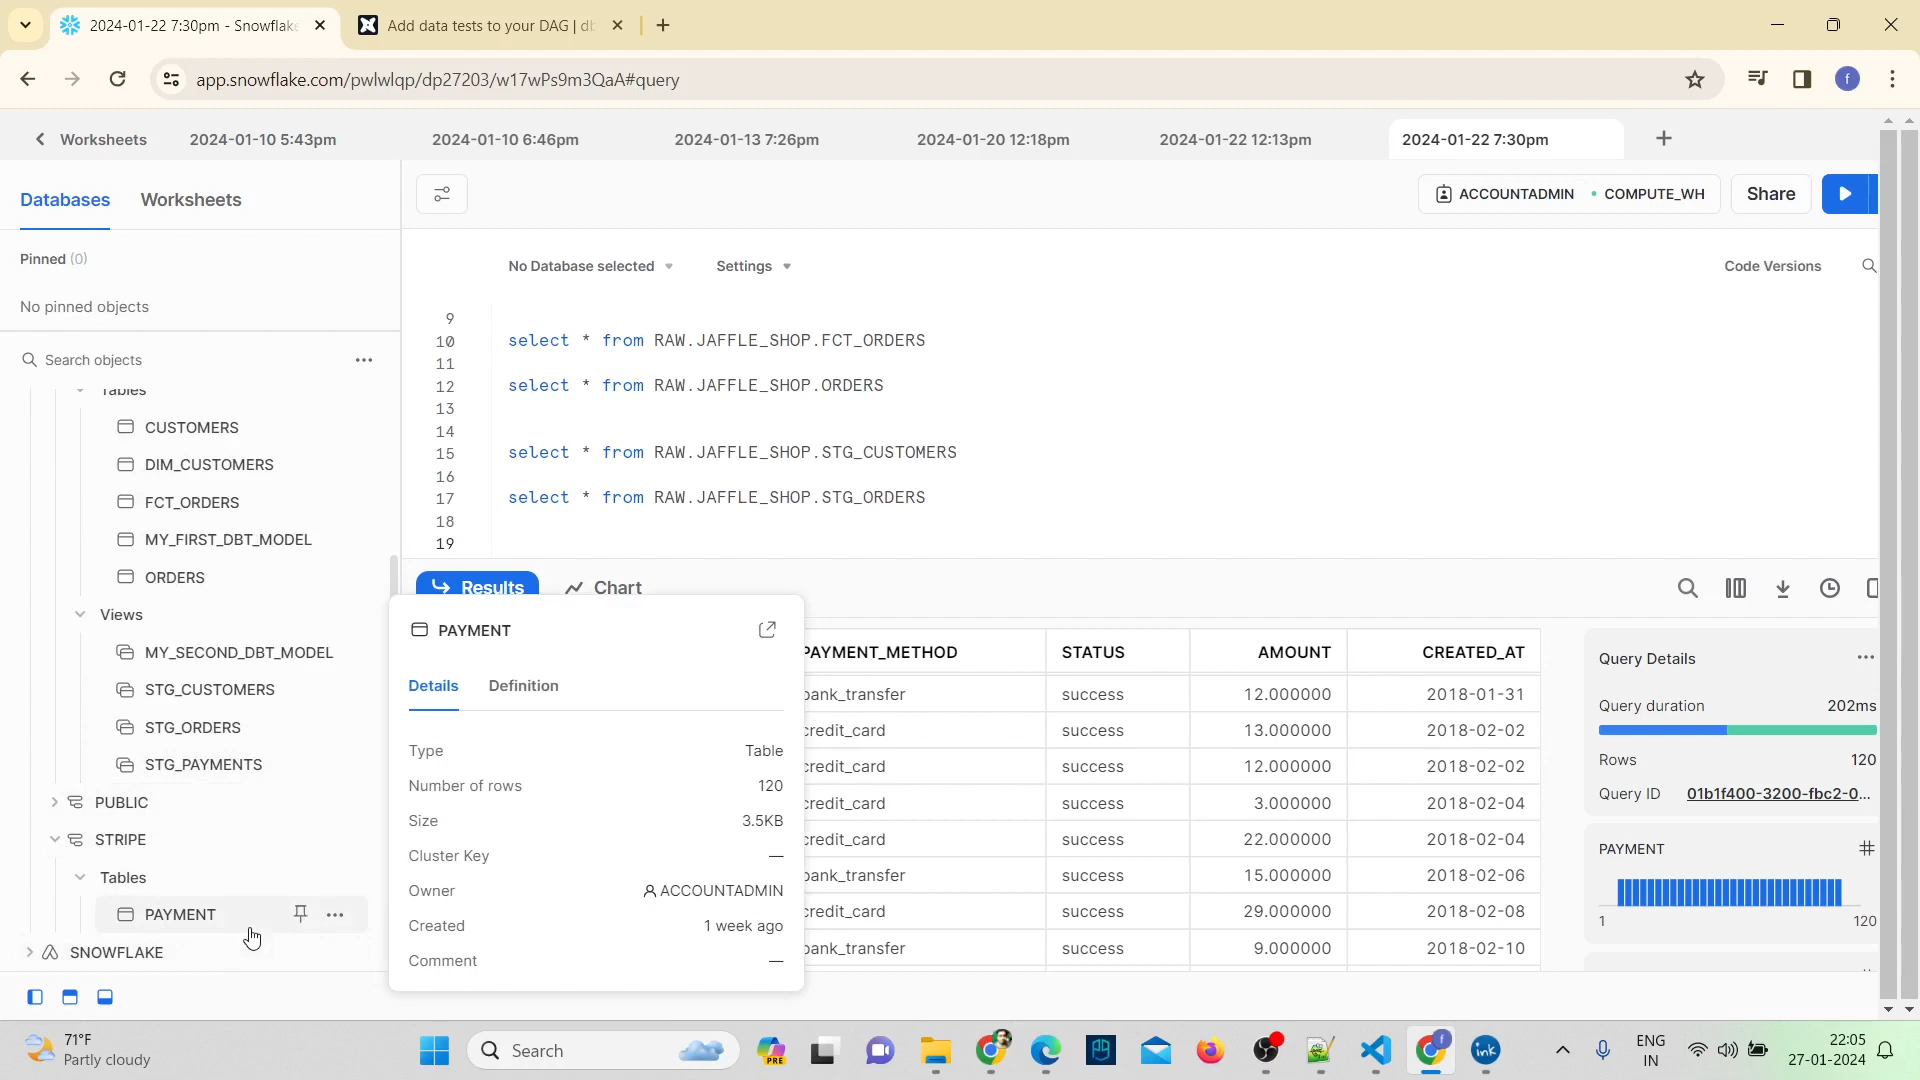 2024-01-22 7:30pm - Snowflake
Add data tests to your DAG | db
app.snowflake.com/pwlwlqp/dp27203/w17wPs9m3QaA#query
f
Worksheets
2024-01-10 5:43pm
2024-01-10 6:46pm
2024-01-13 7:26pm
2024-01-20 12:18pm
2024-01-22 12:13pm
2024-01-22 7:30pm
Databases
Worksheets
ACCOUNTADMIN
COMPUTE_WH
Share
Pinned (0)
No pinned objects
No Database selected
Settings
Code Versions
Search objects
Tables
CUSTOMERS
DIM_CUSTOMERS
FCT_ORDERS
MY_FIRST_DBT_MODEL
ORDERS
Views
MY_SECOND_DBT_MODEL
STG_CUSTOMERS
STG_ORDERS
STG_PAYMENTS
PUBLIC
STRIPE
Tables
PAYMENT
SNOWFLAKE
9
10 select * from RAW.JAFFLE_SHOP.FCT_ORDERS
11
12 select * from RAW.JAFFLE_SHOP.ORDERS
13
14
15 select * from RAW.JAFFLE_SHOP.STG_CUSTOMERS
16
17 select * from RAW.JAFFLE_SHOP.STG_ORDERS
18
19
Results
Chart
PAYMENT
Details
Definition
Type Table
Number of rows 120
Size 3.5KB
Cluster Key —
Owner ACCOUNTADMIN
Created 1 week ago
Comment —
PAYMENT_METHOD STATUS AMOUNT CREATED_AT
bank_transfer success 12.000000 2018-01-31
credit_card success 13.000000 2018-02-02
credit_card success 12.000000 2018-02-02
credit_card success 3.000000 2018-02-04
credit_card success 22.000000 2018-02-04
bank_transfer success 15.000000 2018-02-06
credit_card success 29.000000 2018-02-08
bank_transfer success 9.000000 2018-02-10
Query Details
Query duration 202ms
Rows 120
Query ID 01b1f400-3200-fbc2-0...
PAYMENT
1 120
71°F
Partly cloudy
Search
PRE
f
ink
ENG
IN
22:05
27-01-2024